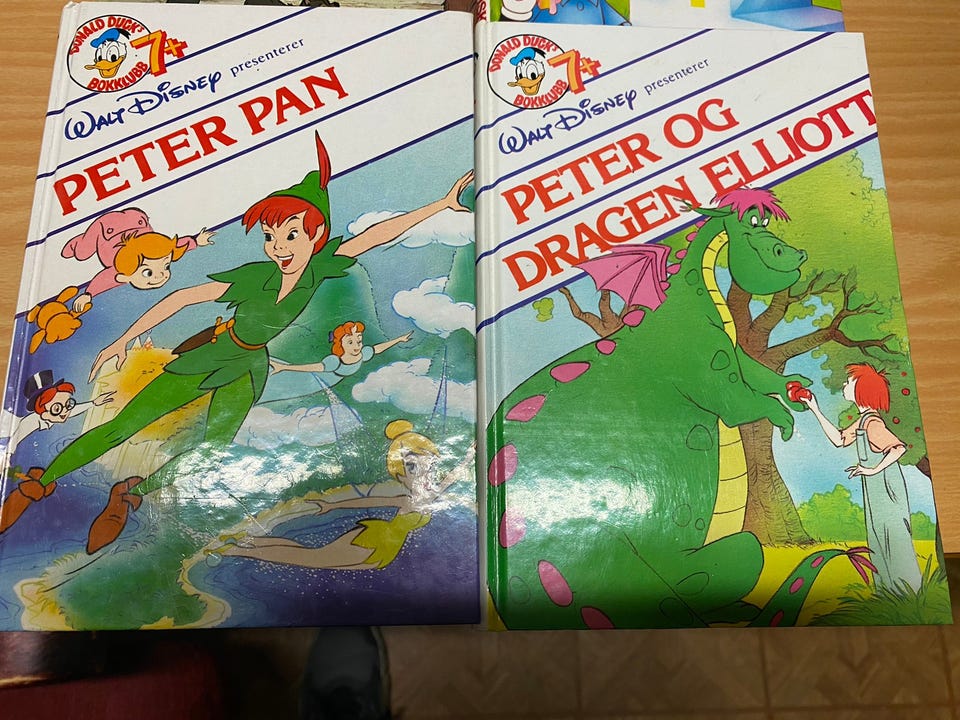 DONALD DUCK'S
BOKKLUBB
7+
WALT DISNEY presenterer
PETER PAN
DONALD DUCK'S
BOKKLUBB
7+
WALT DISNEY presenterer
PETER OG
DRAGEN ELLIOTT